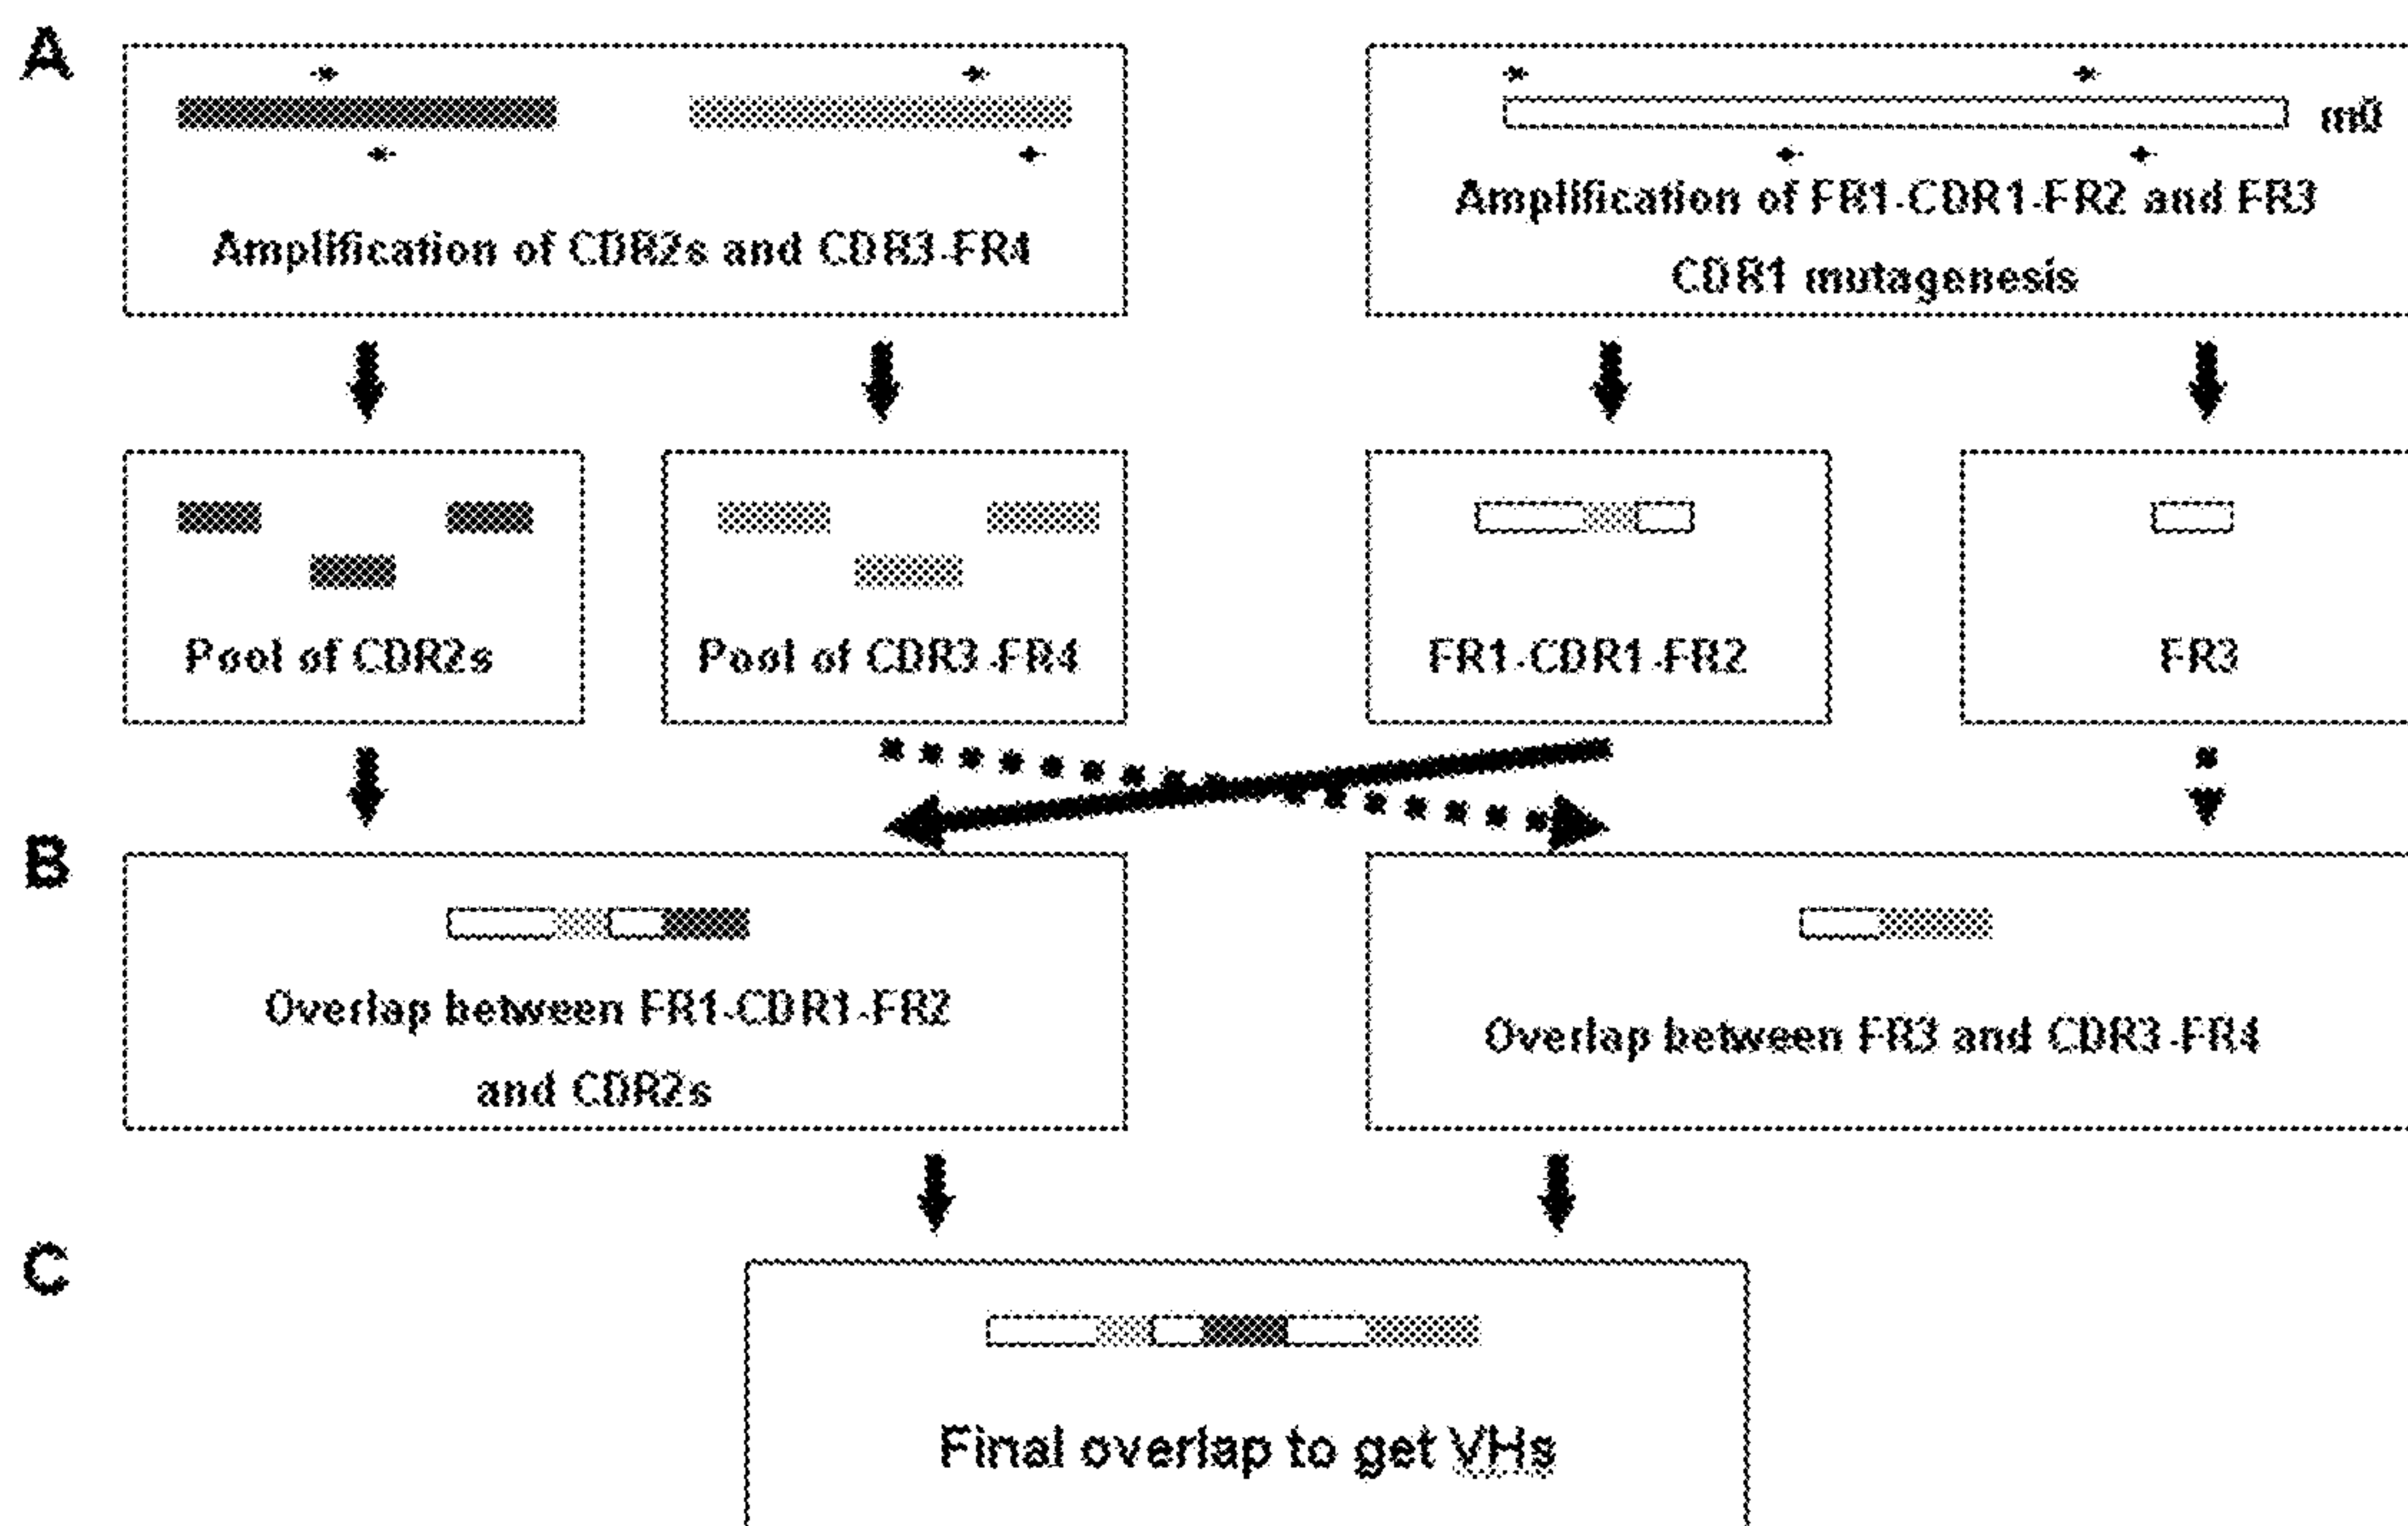 A
m0
Amplification of CDR2s and CDR3-FR4
Amplification of FR1-CDR1-FR2 and FR3
CDR1 mutagenesis
Pool of CDR2s
Pool of CDR3-FR4
FR1-CDR1-FR2
FR3
B
Overlap between FR1-CDR1-FR2
and CDR2s
Overlap between FR3 and CDR3-FR4
C
Final overlap to get VHs